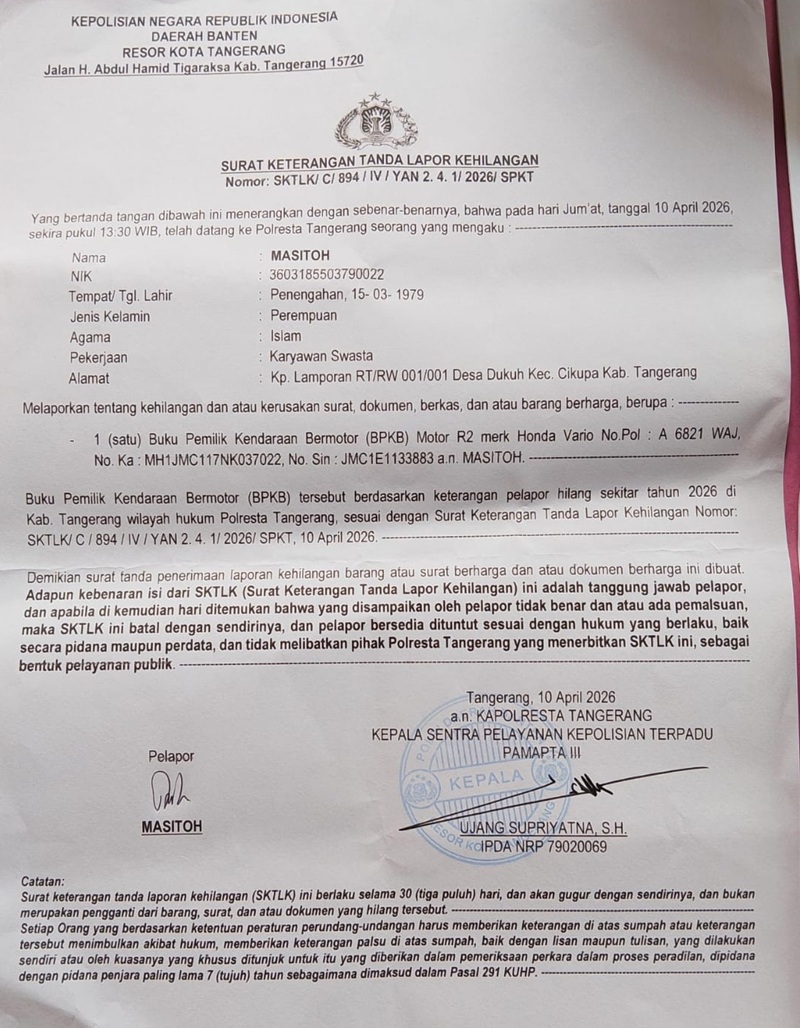 KEPOLISIAN NEGARA REPUBLIK INDONESIA
DAERAH BANTEN
RESOR KOTA TANGERANG
Jalan H. Abdul Hamid Tigaraksa Kab. Tangerang 15720
SURAT KETERANGAN TANDA LAPOR KEHILANGAN
Nomor: SKTLK/ C/ 894 / IV / YAN 2. 4. 1/ 2026/ SPKT
Yang bertanda tangan dibawah ini menerangkan dengan sebenar-benarnya, bahwa pada hari Jum'at, tanggal 10 April 2026,
sekira pukul 13:30 WIB, telah datang ke Polresta Tangerang seorang yang mengaku :
Nama : MASITOH
NIK : 3603185503790022
Tempat/ Tgl. Lahir : Penengahan, 15- 03- 1979
Jenis Kelamin : Perempuan
Agama : Islam
Pekerjaan : Karyawan Swasta
Alamat : Kp. Lamporan RT/RW 001/001 Desa Dukuh Kec. Cikupa Kab. Tangerang
Melaporkan tentang kehilangan dan atau kerusakan surat, dokumen, berkas, dan atau barang berharga, berupa :
- 1 (satu) Buku Pemilik Kendaraan Bermotor (BPKB) Motor R2 merk Honda Vario No.Pol : A 6821 WAJ,
No. Ka : MH1JMC117NK037022, No. Sin : JMC1E1133883 a.n. MASITOH.
Buku Pemilik Kendaraan Bermotor (BPKB) tersebut berdasarkan keterangan pelapor hilang sekitar tahun 2026 di
Kab. Tangerang wilayah hukum Polresta Tangerang, sesuai dengan Surat Keterangan Tanda Lapor Kehilangan Nomor:
SKTLK/ C / 894 / IV / YAN 2. 4. 1/ 2026/ SPKT, 10 April 2026.
Demikian surat tanda penerimaan laporan kehilangan barang atau surat berharga dan atau dokumen berharga ini dibuat.
Adapun kebenaran isi dari SKTLK (Surat Keterangan Tanda Lapor Kehilangan) ini adalah tanggung jawab pelapor,
dan apabila di kemudian hari ditemukan bahwa yang disampaikan oleh pelapor tidak benar dan atau ada pemalsuan,
maka SKTLK ini batal dengan sendirinya, dan pelapor bersedia dituntut sesuai dengan hukum yang berlaku, baik
secara pidana maupun perdata, dan tidak melibatkan pihak Polresta Tangerang yang menerbitkan SKTLK ini, sebagai
bentuk pelayanan publik.
Tangerang, 10 April 2026
a.n. KAPOLRESTA TANGERANG
KEPALA SENTRA PELAYANAN KEPOLISIAN TERPADU
PAMAPTA III
Pelapor
KEPALA
MASITOH
UJANG SUPRIYATNA, S.H.
IPDA NRP 79020069
Catatan:
Surat keterangan tanda laporan kehilangan (SKTLK) ini berlaku selama 30 (tiga puluh) hari, dan akan gugur dengan sendirinya, dan bukan
merupakan pengganti dari barang, surat, dan atau dokumen yang hilang tersebut.
Setiap Orang yang berdasarkan ketentuan peraturan perundang-undangan harus memberikan keterangan di atas sumpah atau keterangan
tersebut menimbulkan akibat hukum, memberikan keterangan palsu di atas sumpah, baik dengan lisan maupun tulisan, yang dilakukan
sendiri atau oleh kuasanya yang khusus ditunjuk untuk itu yang diberikan dalam pemeriksaan perkara dalam proses peradilan, dipidana
dengan pidana penjara paling lama 7 (tujuh) tahun sebagaimana dimaksud dalam Pasal 291 KUHP.